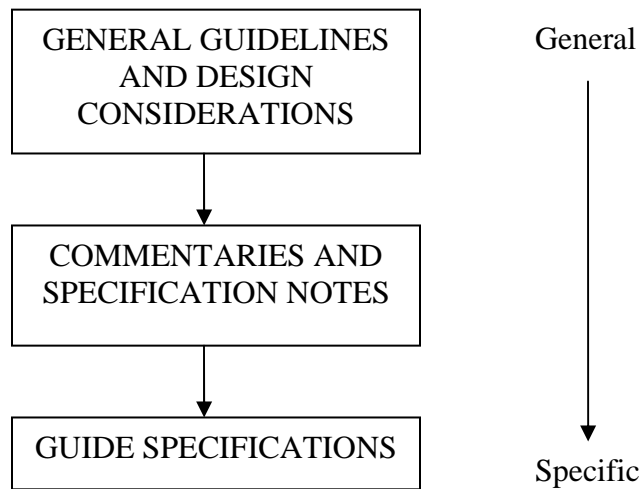 GENERAL GUIDELINES
AND DESIGN
CONSIDERATIONS
General
COMMENTARIES AND
SPECIFICATION NOTES
GUIDE SPECIFICATIONS
Specific